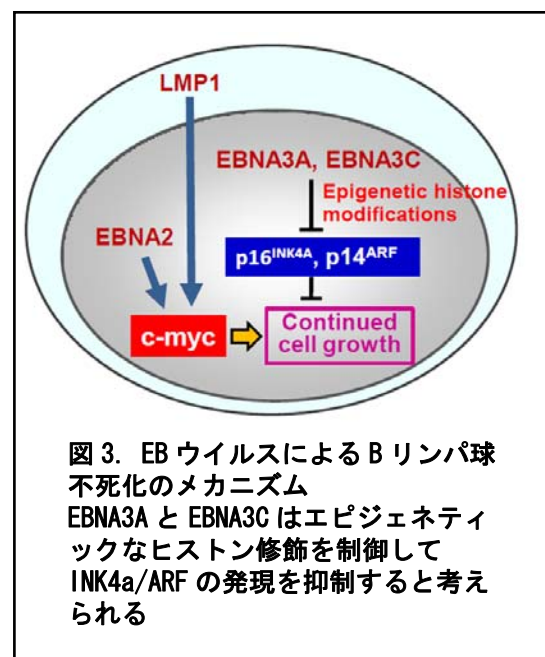 LMP1
EBNA3A, EBNA3C
Epigenetic histone
modifications
EBNA2
p16INK4A, p14ARF
c-myc
Continued
cell growth
図 3. EB ウイルスによる B リンパ球
不死化のメカニズム
EBNA3A と EBNA3C はエピジェネティ
ックなヒストン修飾を制御して
INK4a/ARF の発現を抑制すると考え
られる